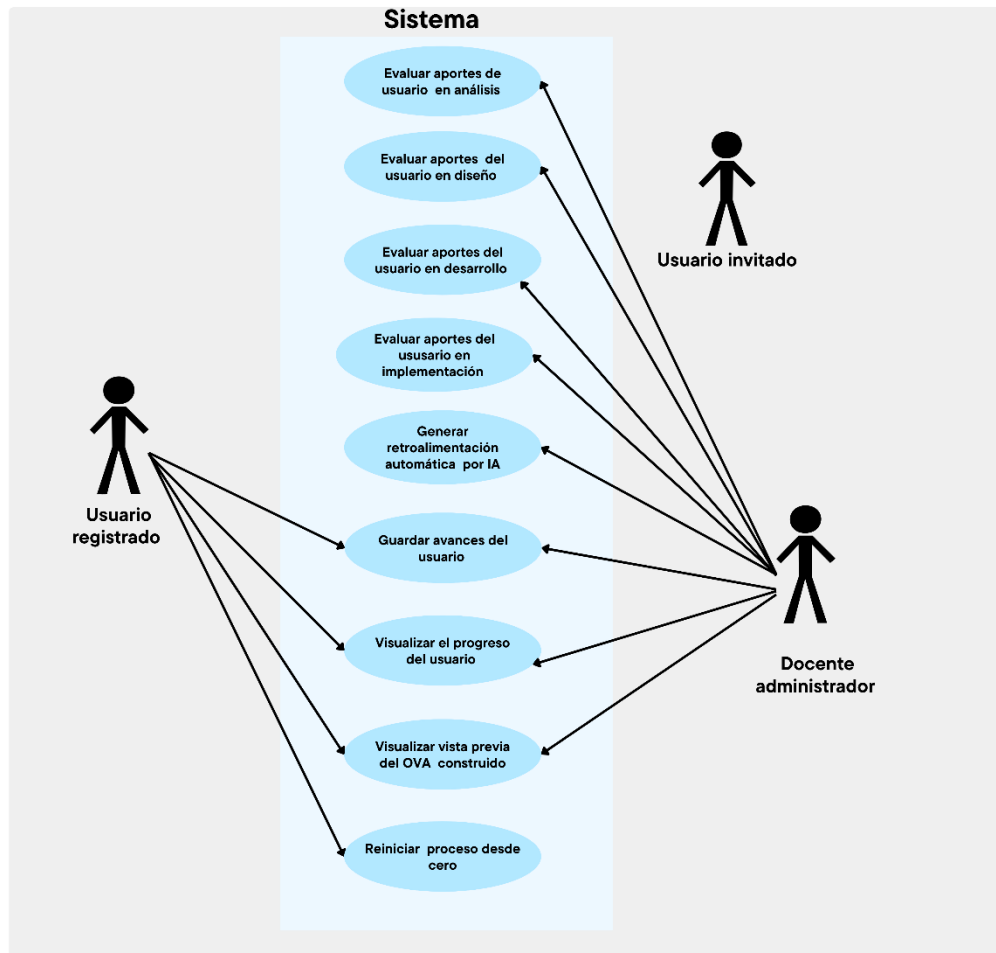 Sistema
Evaluar aportes de
usuario en análisis
Evaluar aportes del
usuario en diseño
Usuario invitado
Evaluar aportes del
usuario en desarrollo
Evaluar aportes del
ususario en
implementación
Generar
retroalimentación
automática por IA
Usuario
registrado
Guardar avances del
usuario
Visualizar el progreso
del usuario
Docente
administrador
Visualizar vista previa
del OVA construido
Reiniciar proceso desde
cero